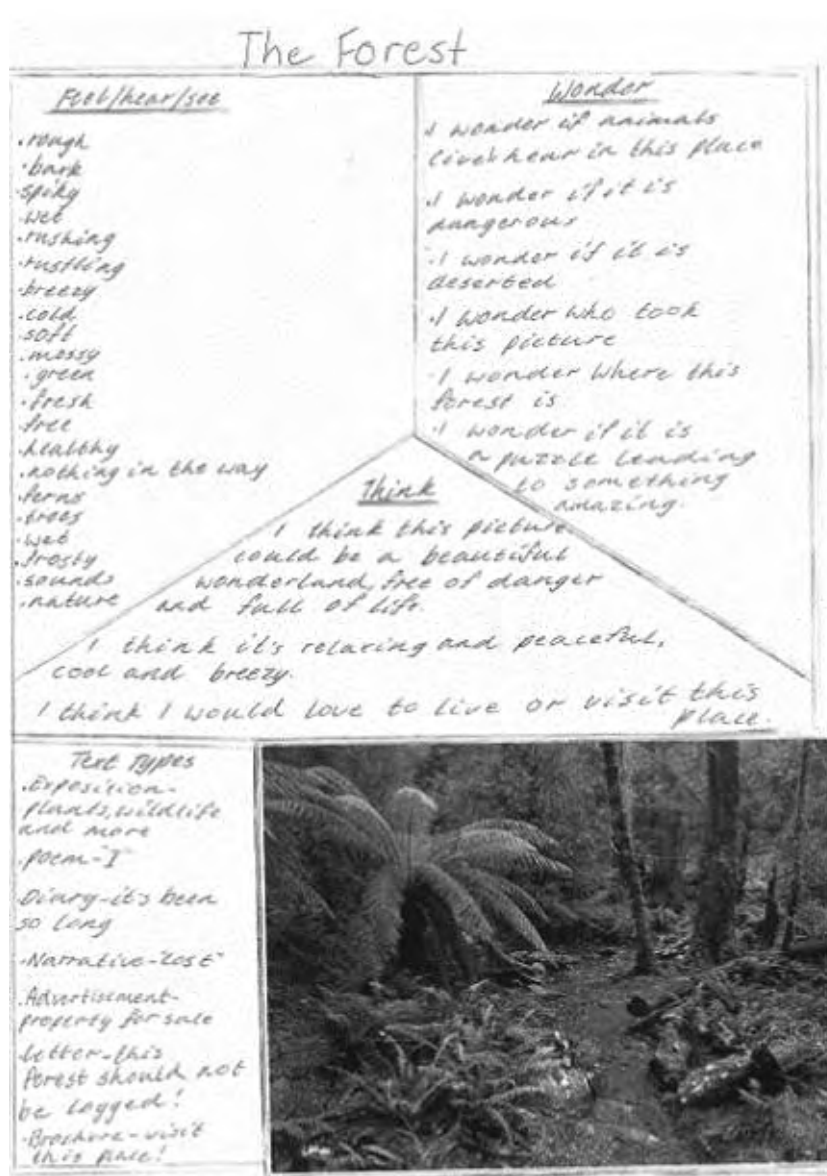 The Forest
Feel/hear/see
.rough
.bark
.spiky
.wet
.rushing
.rustling
.breezy
.cold
.soft
.mossy
.green
.fresh
.free
.healthy
.nothing in the way
.ferns
.trees
.wet
.frosty
.sounds
.nature
Wonder
.I wonder if animals
live hear in this place
.I wonder if it is
dangerous
.I wonder if it is
deserted
.I wonder who took
this picture
.I wonder where this
forest is
.I wonder if it is
a puzzle leading
to something
amazing.
Think
I think this picture
could be a beautiful
wonderland, free of danger
and full of life.
I think it's relaxing and peaceful,
cool and breezy.
I think I would love to live or visit this
place.
Text Types
.Exposition-
plants, wildlife
and more
.Poem-"I"
.Diary-it's been
so long
.Narrative-"Lost"
.Advertisement-
property for sale
.Letter-this
forest should not
be logged!
.Brochure-visit
this place!